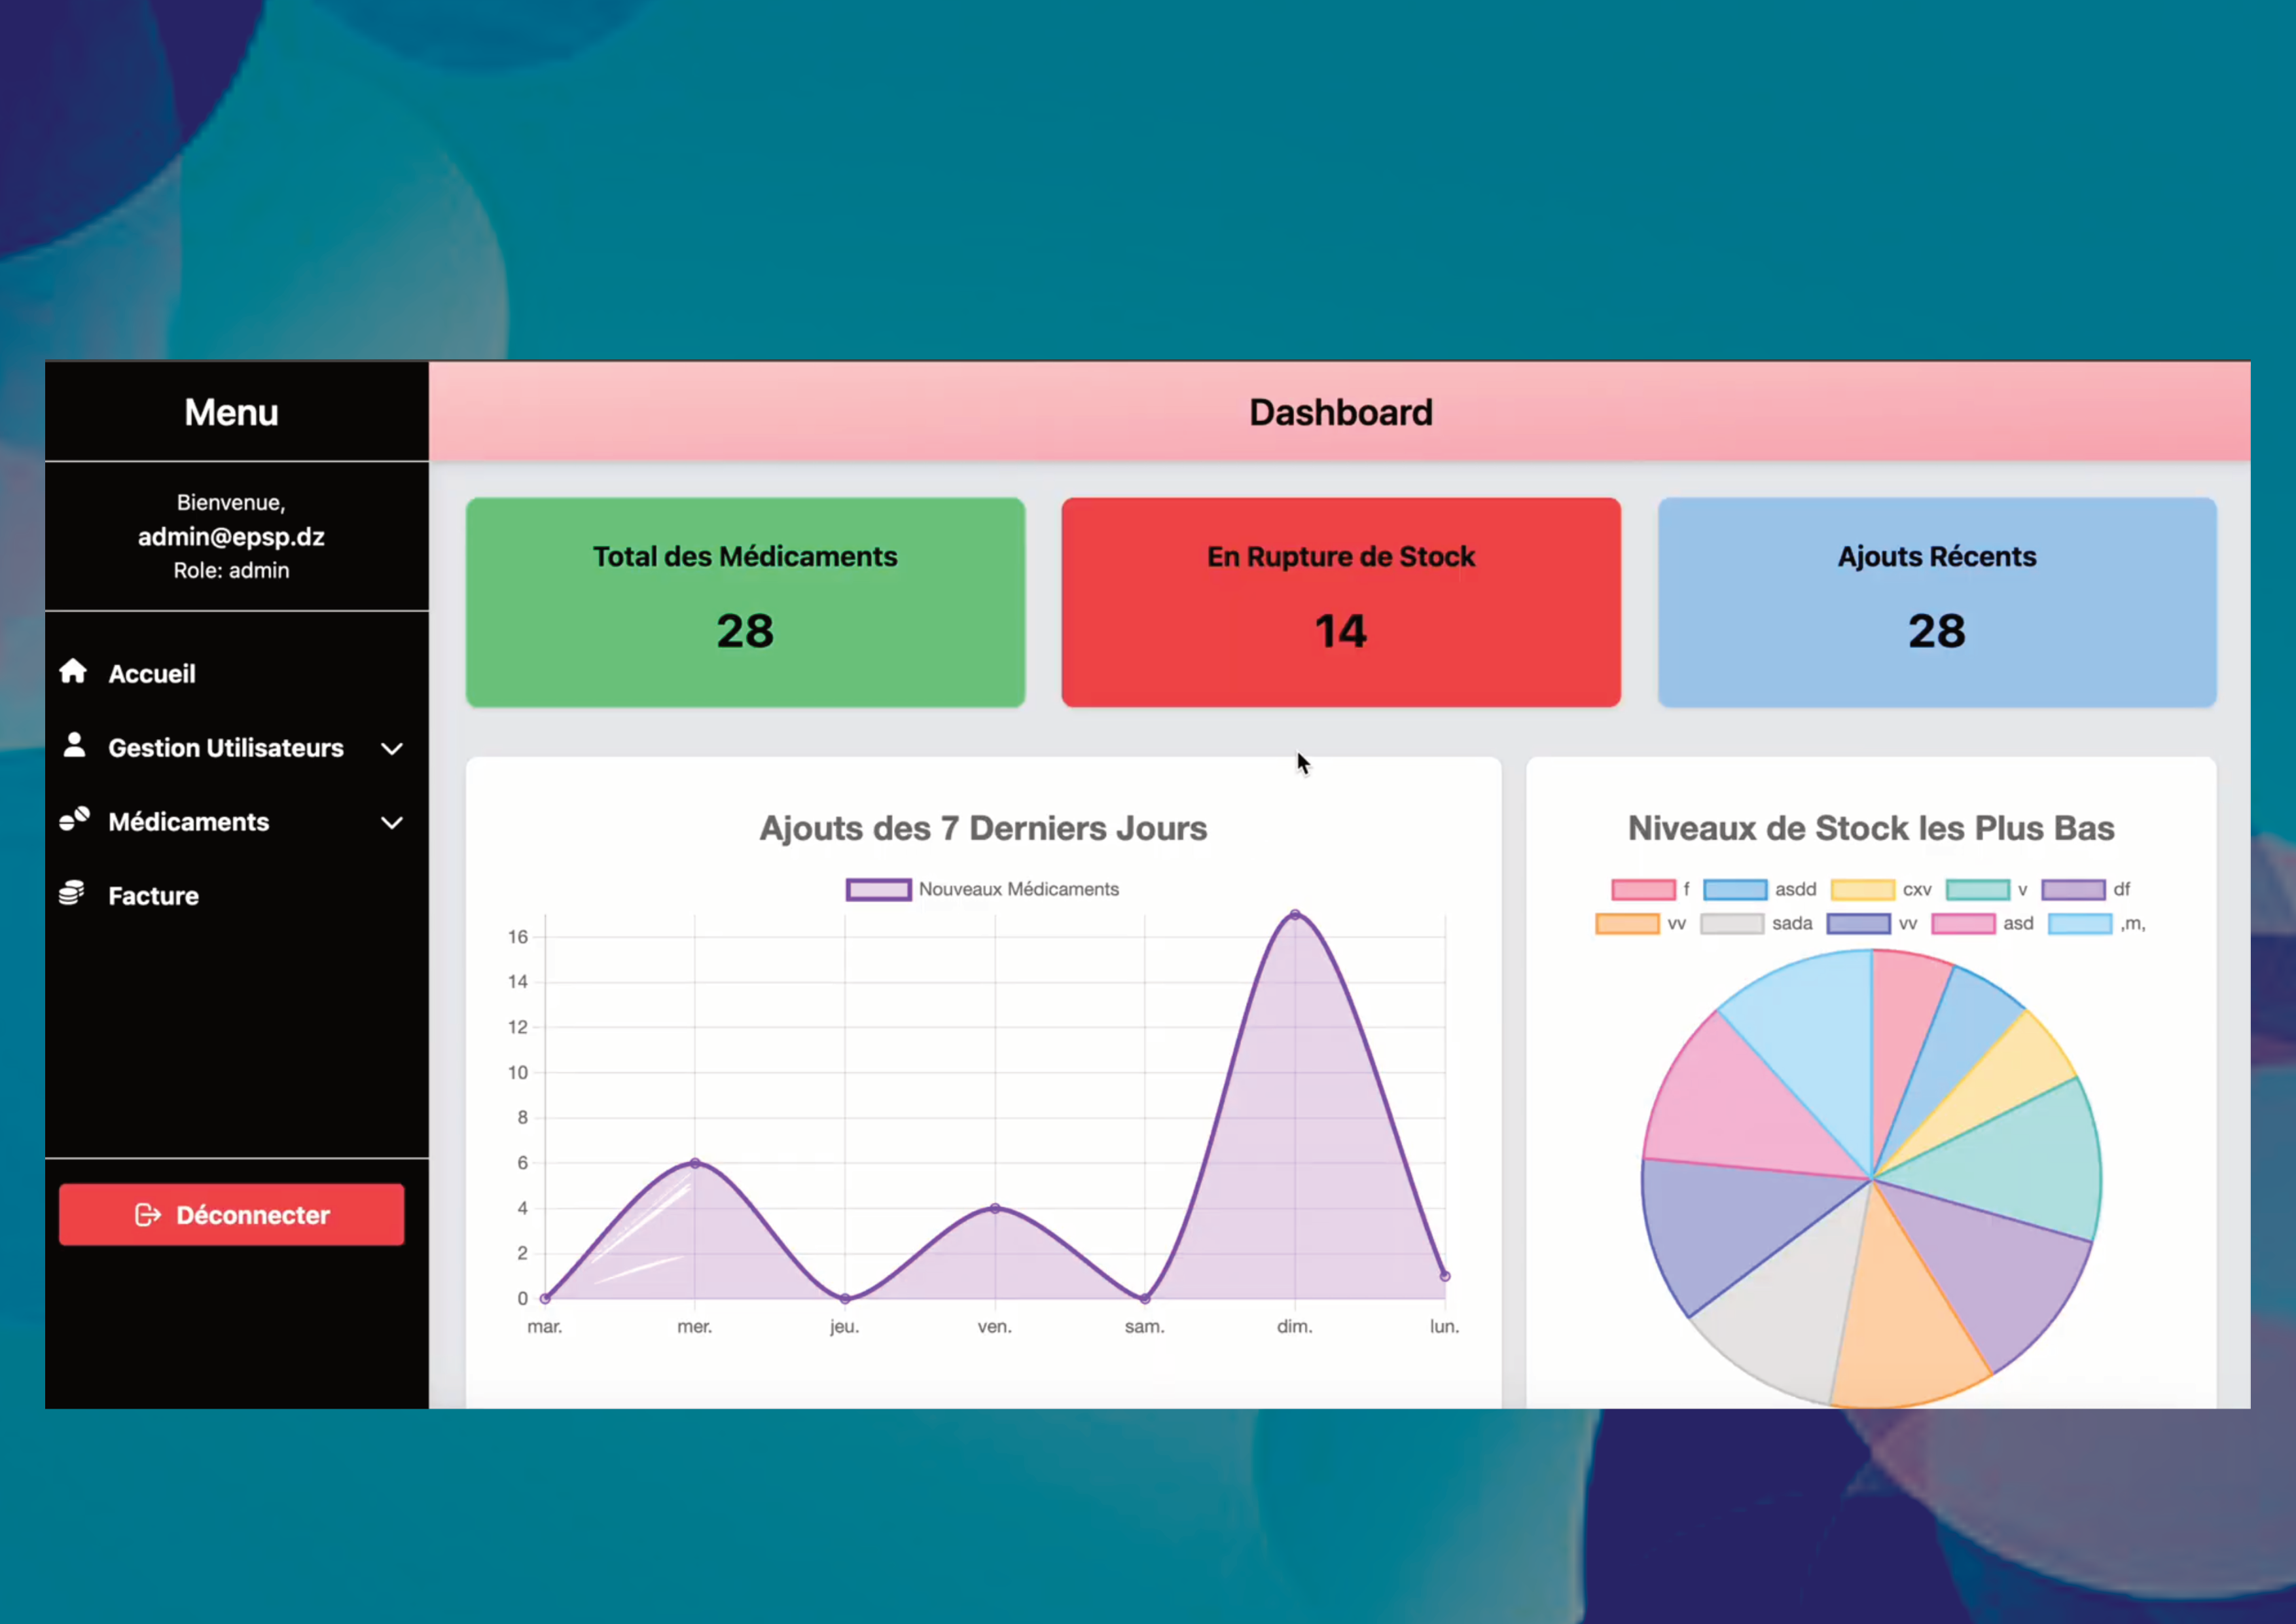 Menu
Bienvenue,
admin@epsp.dz
Role: admin
Accueil
Gestion Utilisateurs
Médicaments
Facture
Déconnecter
Dashboard
Total des Médicaments
28
En Rupture de Stock
14
Ajouts Récents
28
Ajouts des 7 Derniers Jours
Nouveaux Médicaments
16
14
12
10
8
6
4
2
0
mar. mer. jeu. ven. sam. dim. lun.
Niveaux de Stock les Plus Bas
f asdd cxv v df
vv sada vv asd ,m,